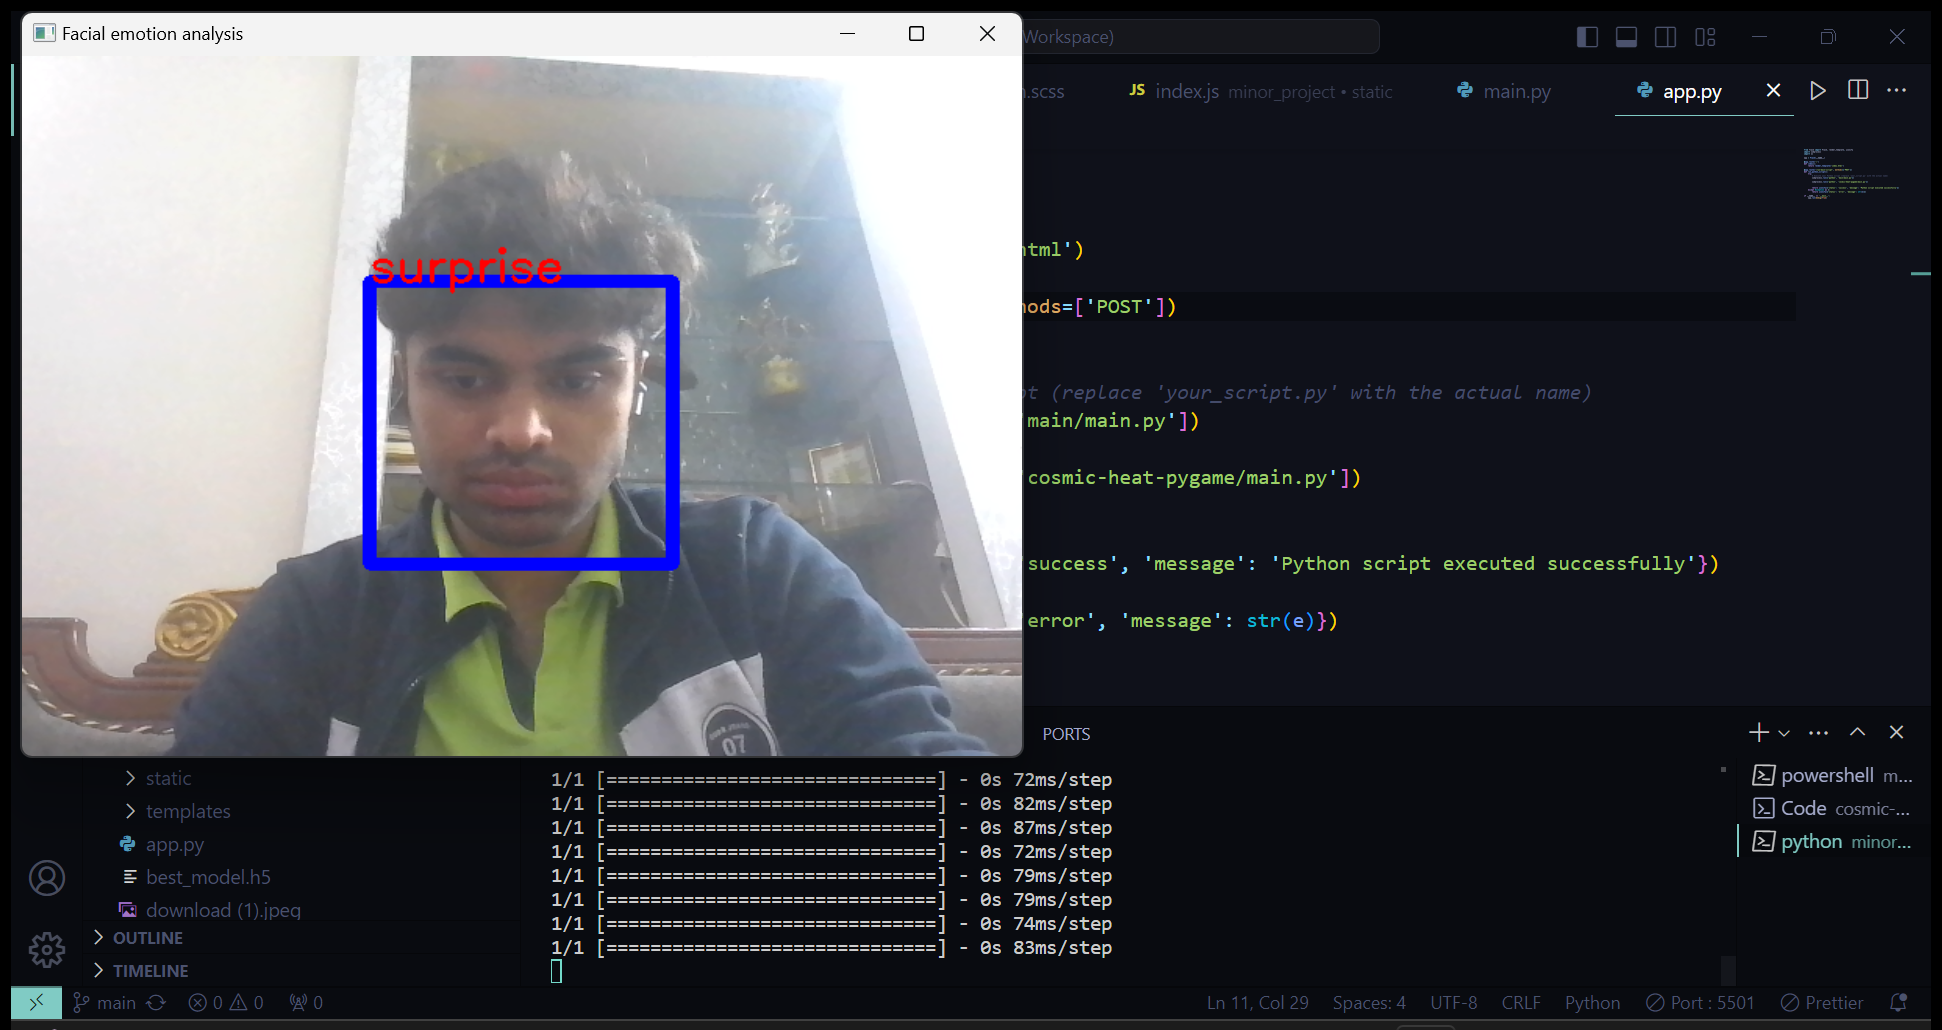 Facial emotion analysis
Workspace)
.scss
JS index.js minor_project • static
main.py
app.py
surprise
html')
hods=['POST'])
pt (replace 'your_script.py' with the actual name)
main/main.py'])
cosmic-heat-pygame/main.py'])
success', 'message': 'Python script executed successfully'})
error', 'message': str(e)})
07
PORTS
static
templates
app.py
best_model.h5
download (1).jpeg
OUTLINE
TIMELINE
1/1 [==============================] - 0s 72ms/step
1/1 [==============================] - 0s 82ms/step
1/1 [==============================] - 0s 87ms/step
1/1 [==============================] - 0s 72ms/step
1/1 [==============================] - 0s 79ms/step
1/1 [==============================] - 0s 79ms/step
1/1 [==============================] - 0s 74ms/step
1/1 [==============================] - 0s 83ms/step
powershell m...
Code cosmic-...
python minor...
main
0 0
0
Ln 11, Col 29
Spaces: 4
UTF-8
CRLF
Python
Port : 5501
Prettier